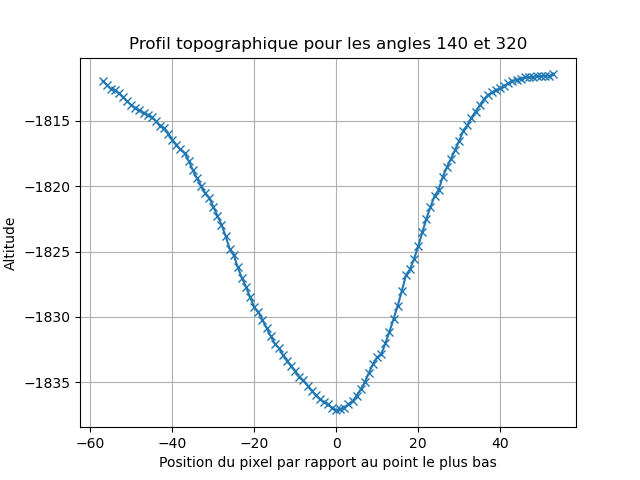 Profil topographique pour les angles 140 et 320
Altitude
−1815
−1820
−1825
−1830
−1835
−60 −40 −20 0 20 40
Position du pixel par rapport au point le plus bas